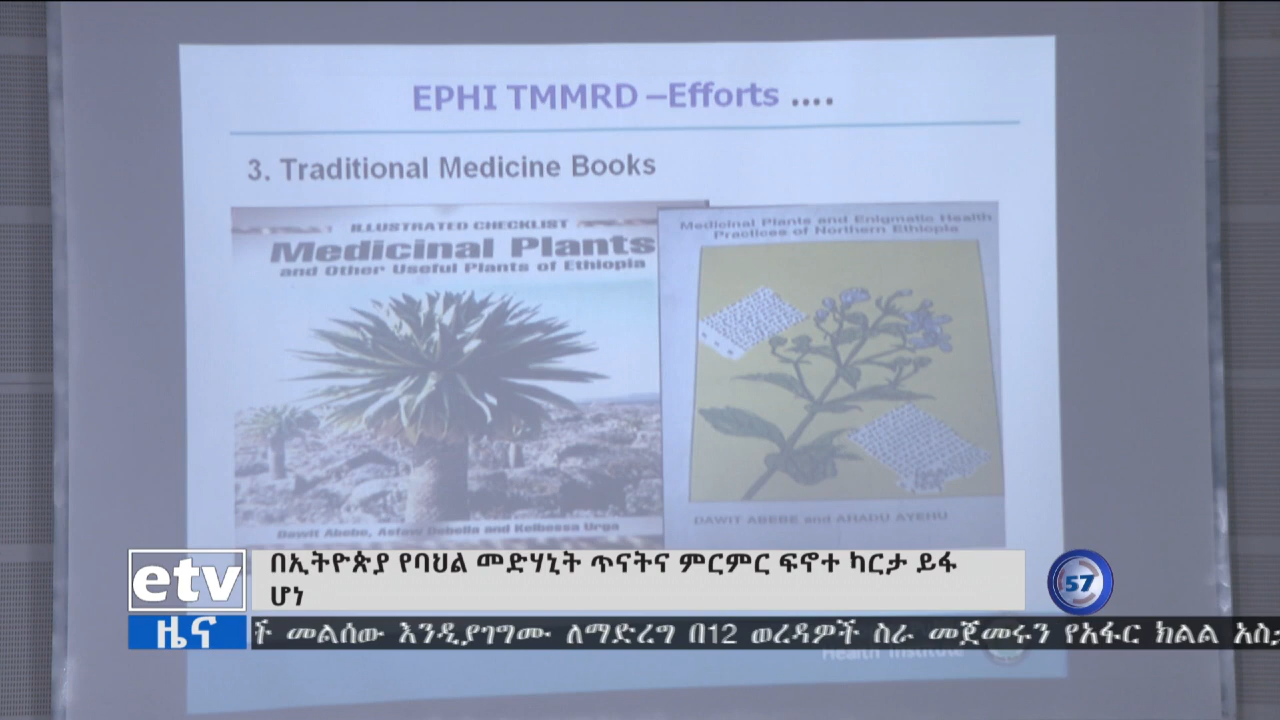 EPHI TMMRD –Efforts ....
3. Traditional Medicine Books
ILLUSTRATED CHECKLIST
Medicinal Plants
and Other Useful Plants of Ethiopia
Dawit Abebe, Asfaw Debella and Kelbessa Urga
Medicinal Plants and Enigmatic Health
Practices of Northern Ethiopia
DAWIT ABEBE and AHADU AYEHU
etv
ዜና
በኢትዮጵያ የባህል መድሃኒት ጥናትና ምርምር ፍኖተ ካርታ ይፋ
ሆነ
57
ች መልሰው እንዲያገግሙ ለማድረግ በ12 ወረዳዎች ስራ መጀመሩን የአፋር ክልል
Health Institute